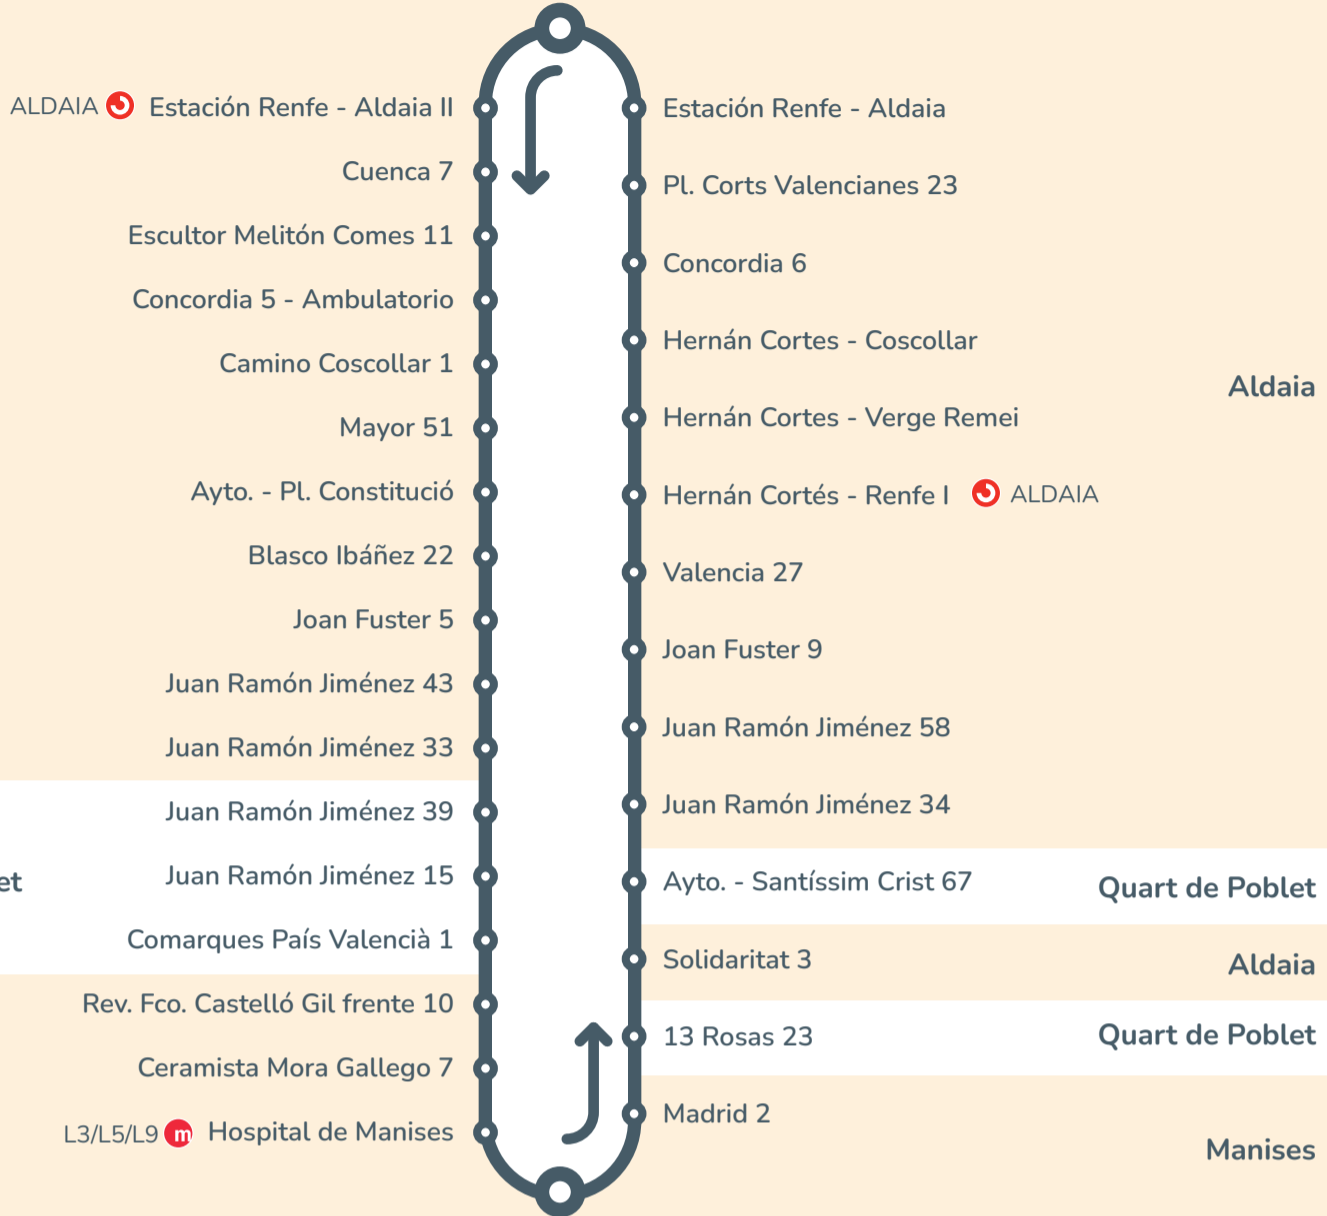 ALDAIA Estación Renfe - Aldaia II
Cuenca 7
Escultor Melitón Comes 11
Concordia 5 - Ambulatorio
Camino Coscollar 1
Mayor 51
Ayto. - Pl. Constitució
Blasco Ibáñez 22
Joan Fuster 5
Juan Ramón Jiménez 43
Juan Ramón Jiménez 33
Juan Ramón Jiménez 39
et
Juan Ramón Jiménez 15
Comarques País Valencià 1
Rev. Fco. Castelló Gil frente 10
Ceramista Mora Gallego 7
L3/L5/L9 m Hospital de Manises
Estación Renfe - Aldaia
Pl. Corts Valencianes 23
Concordia 6
Hernán Cortes - Coscollar
Aldaia
Hernán Cortes - Verge Remei
Hernán Cortés - Renfe I ALDAIA
Valencia 27
Joan Fuster 9
Juan Ramón Jiménez 58
Juan Ramón Jiménez 34
Ayto. - Santíssim Crist 67 Quart de Poblet
Solidaritat 3 Aldaia
13 Rosas 23 Quart de Poblet
Madrid 2
Manises